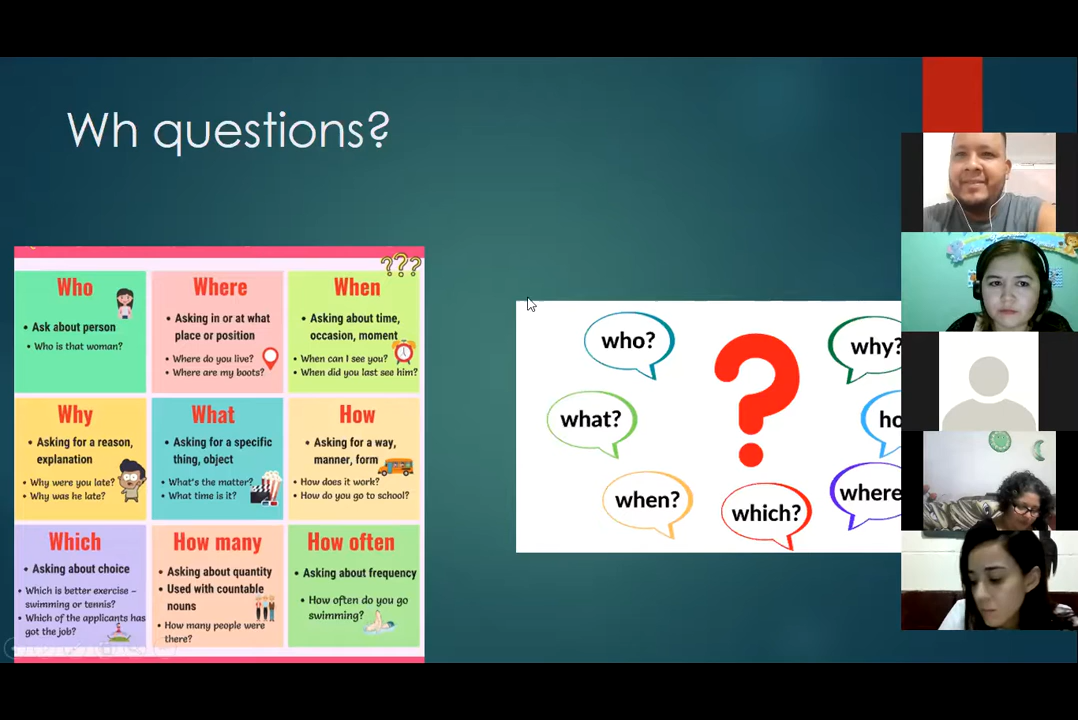 Wh questions?
???
Who
• Ask about person
• Who is that woman?
Where
• Asking in or at what
place or position
• Where do you live?
• Where are my boots?
When
• Asking about time,
occasion, moment
• When can I see you?
• When did you last see him?
Why
• Asking for a reason,
explanation
• Why were you late?
• Why was he late?
What
• Asking for a specific
thing, object
• What's the matter?
• What time is it?
How
• Asking for a way,
manner, form
• How does it work?
• How do you go to school?
Which
• Asking about choice
• Which is better exercise –
swimming or tennis?
• Which of the applicants has
got the job?
How many
• Asking about quantity
• Used with countable
nouns
• How many people were
there?
How often
• Asking about frequency
• How often do you go
swimming?
who?
?
why?
what?
ho
when?
which?
where